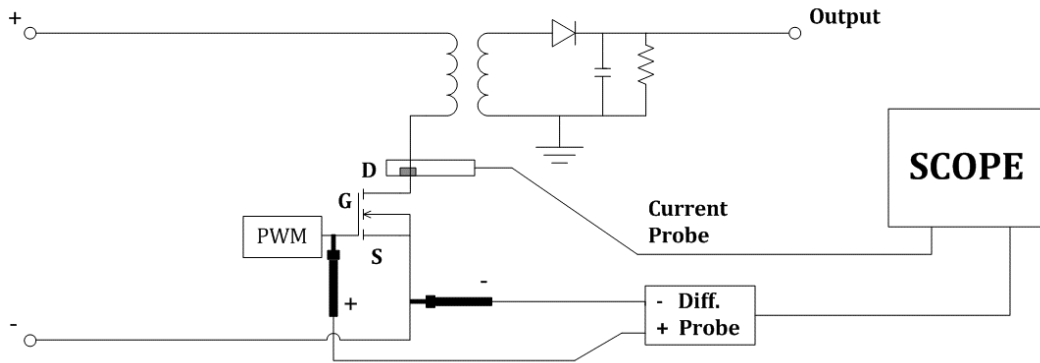 +
Output
D
SCOPE
G
Current
Probe
PWM
S
-
+
- Diff.
+ Probe
-